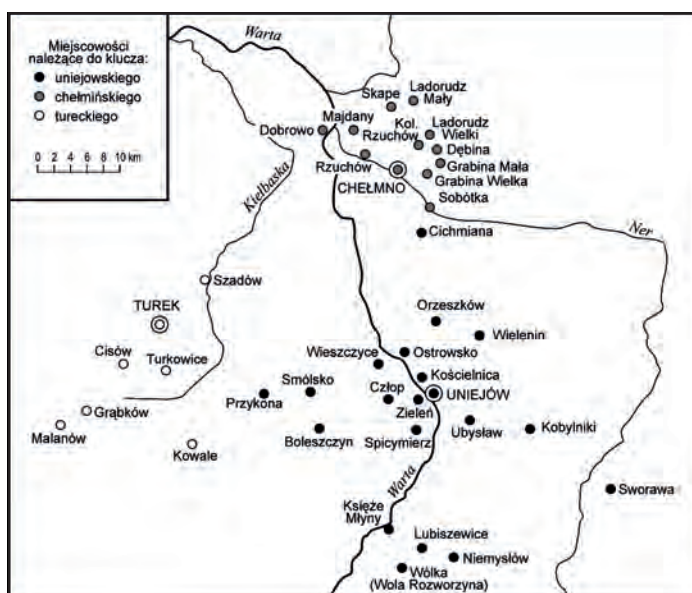 Miejscowości
należące do klucza:
uniejowskiego
chełmińskiego
tureckiego
0 2 4 6 8 10 km
Warta
Skape
Ladorudz
Mały
Majdany
Dobrowo
Kol.
Rzuchów
Ladorudz
Wielki
Dębina
Rzuchów
CHEŁMNO
Grabina Mała
Grabina Wielka
Sobótka
Kiełbaska
Ner
Cichmiana
Szadów
TUREK
Orzeszków
Wielenin
Cisów
Turkowice
Wieszczyce
Ostrowsko
Kościelnica
Smólsko
Człop
UNIEJÓW
Przykona
Zieleń
Grąbków
Malanów
Boleszczyn
Spicymierz
Ubysław
Kobylniki
Kowale
Warta
Sworawa
Księże
Młyny
Lubiszewice
Niemysłów
Wólka
(Wola Rozworzyna)